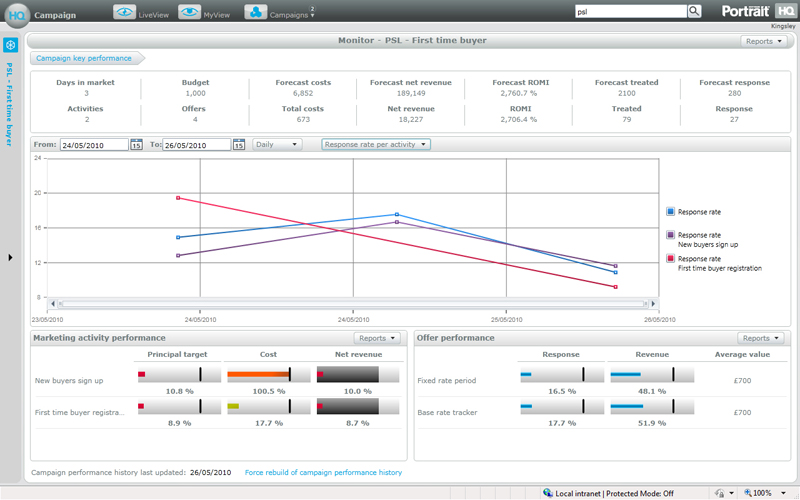 HQ Campaign LiveView MyView Campaigns 2 psl Portrait HQ
Kingsley
Monitor - PSL - First time buyer Reports
PSL - First time buyer
Campaign key performance
Days in market Budget Forecast costs Forecast net revenue Forecast ROMI Forecast treated Forecast response
3 1,000 6,852 189,149 2,760.7 % 2100 280
Activities Offers Total costs Net revenue ROMI Treated Response
2 4 673 18,227 2,706.4 % 79 27
From: 24/05/2010 15 To: 26/05/2010 15 Daily Response rate per activity
24
20
16
12
8
23/05/2010 24/05/2010 24/05/2010 25/05/2010 26/05/2010
Response rate
Response rate
New buyers sign up
Response rate
First time buyer registration
Marketing activity performance Reports
Principal target Cost Net revenue
New buyers sign up
10.8 % 100.5 % 10.0 %
First time buyer registra...
8.9 % 17.7 % 8.7 %
Offer performance Reports
Response Revenue Average value
Fixed rate period £700
16.5 % 48.1 %
Base rate tracker £700
17.7 % 51.9 %
Campaign performance history last updated: 26/05/2010 Force rebuild of campaign performance history
Local intranet | Protected Mode: Off 100%